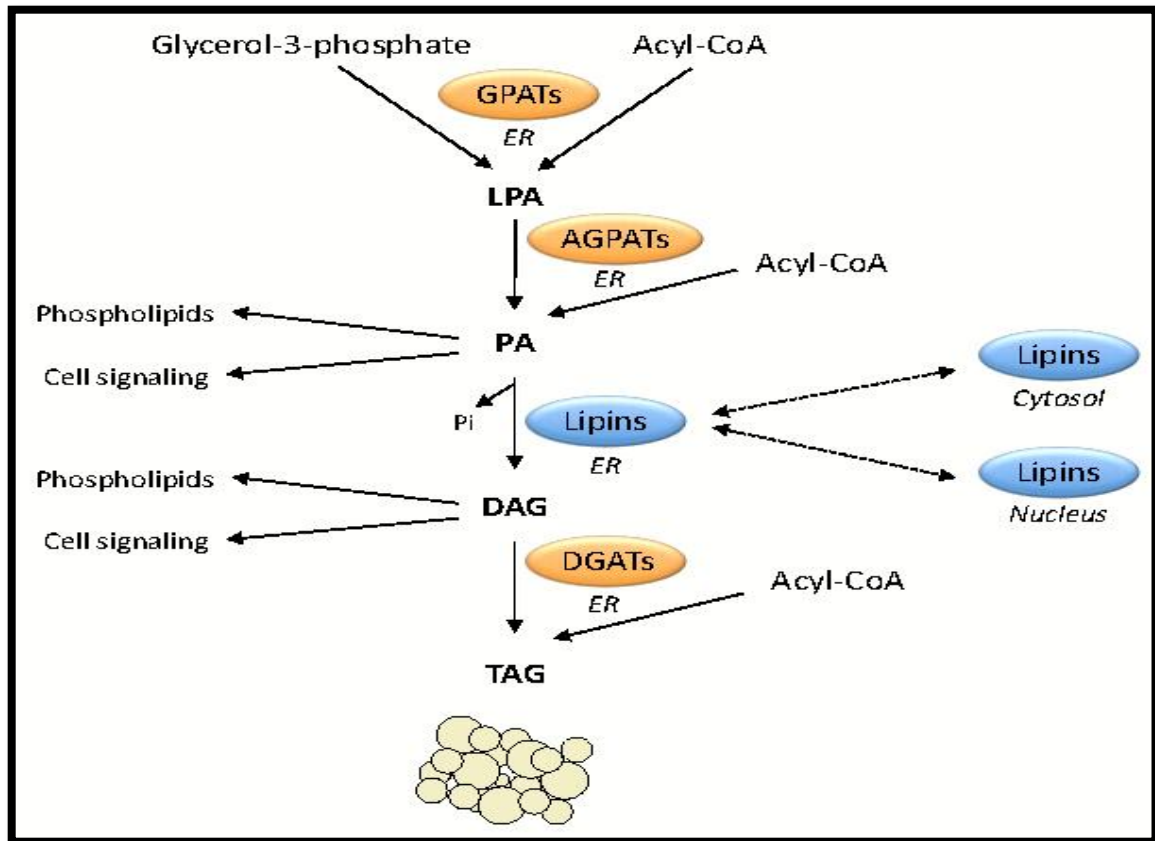 Glycerol-3-phosphate
Acyl-CoA
GPATs
ER
LPA
AGPATs
ER
Acyl-CoA
Phospholipids
PA
Cell signaling
Lipins
Cytosol
Pi
Lipins
ER
Lipins
Nucleus
Phospholipids
DAG
Cell signaling
DGATs
ER
Acyl-CoA
TAG